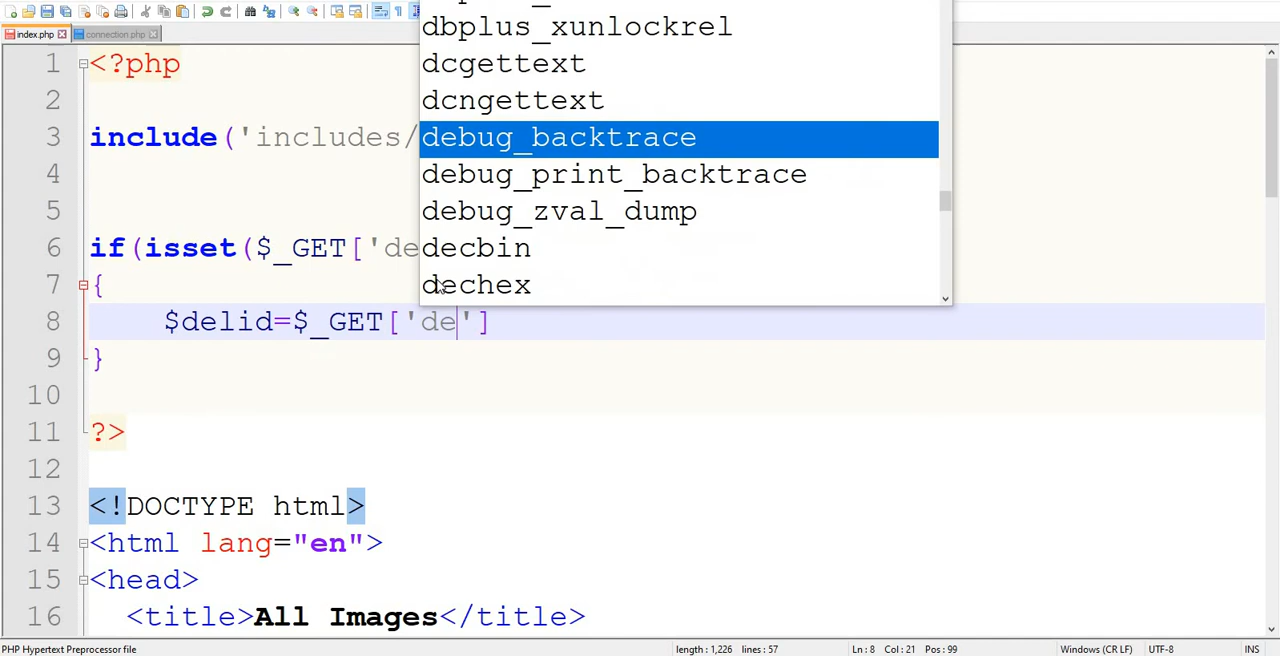 index.php connection.php
dbplus_xunlockrel
dcgettext
dcngettext
debug_backtrace
debug_print_backtrace
debug_zval_dump
decbin
dechex
1 <?php
2
3 include('includes/
4
5
6 if(isset($_GET['de
7 {
8 $delid=$_GET['de']
9 }
10
11 ?>
12
13 <!DOCTYPE html>
14 <html lang="en">
15 <head>
16 <title>All Images</title>
PHP Hypertext Preprocessor file length : 1,226 lines : 57 Ln : 8 Col : 21 Pos : 99 Windows (CR LF) UTF-8 INS